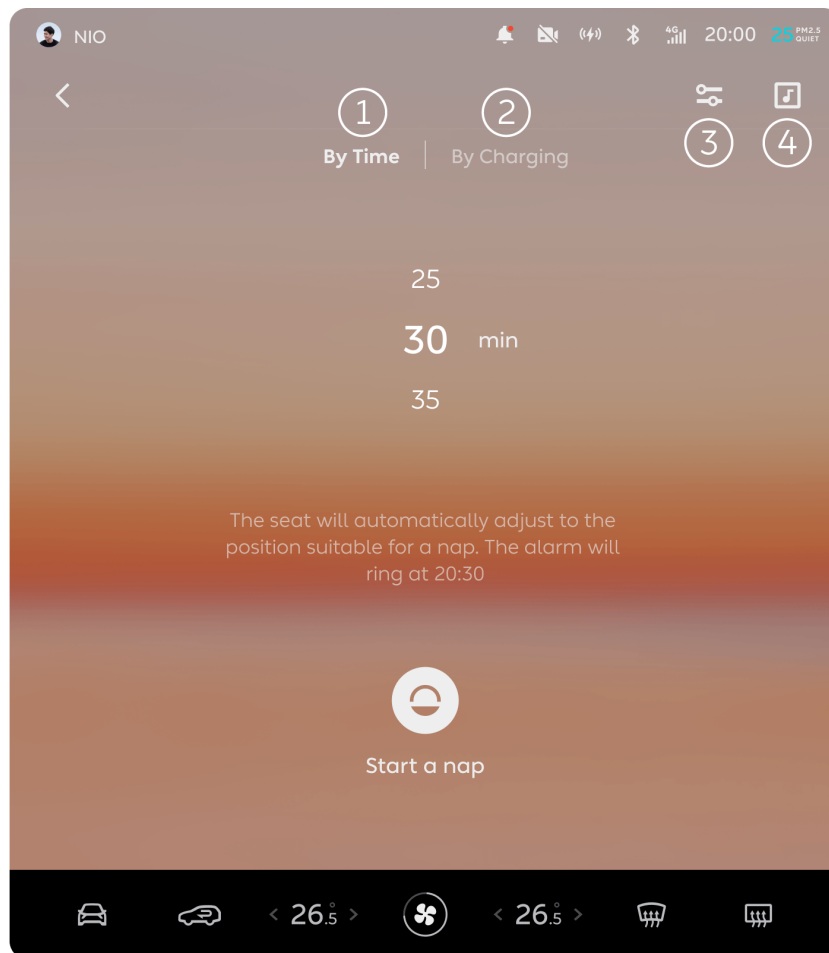 NIO 4G 20:00 25 PM2.5 QUIET
1 2
3 4
By Time By Charging
25
30 min
35
The seat will automatically adjust to the
position suitable for a nap. The alarm will
ring at 20:30
Start a nap
< 26.5° > < 26.5° >